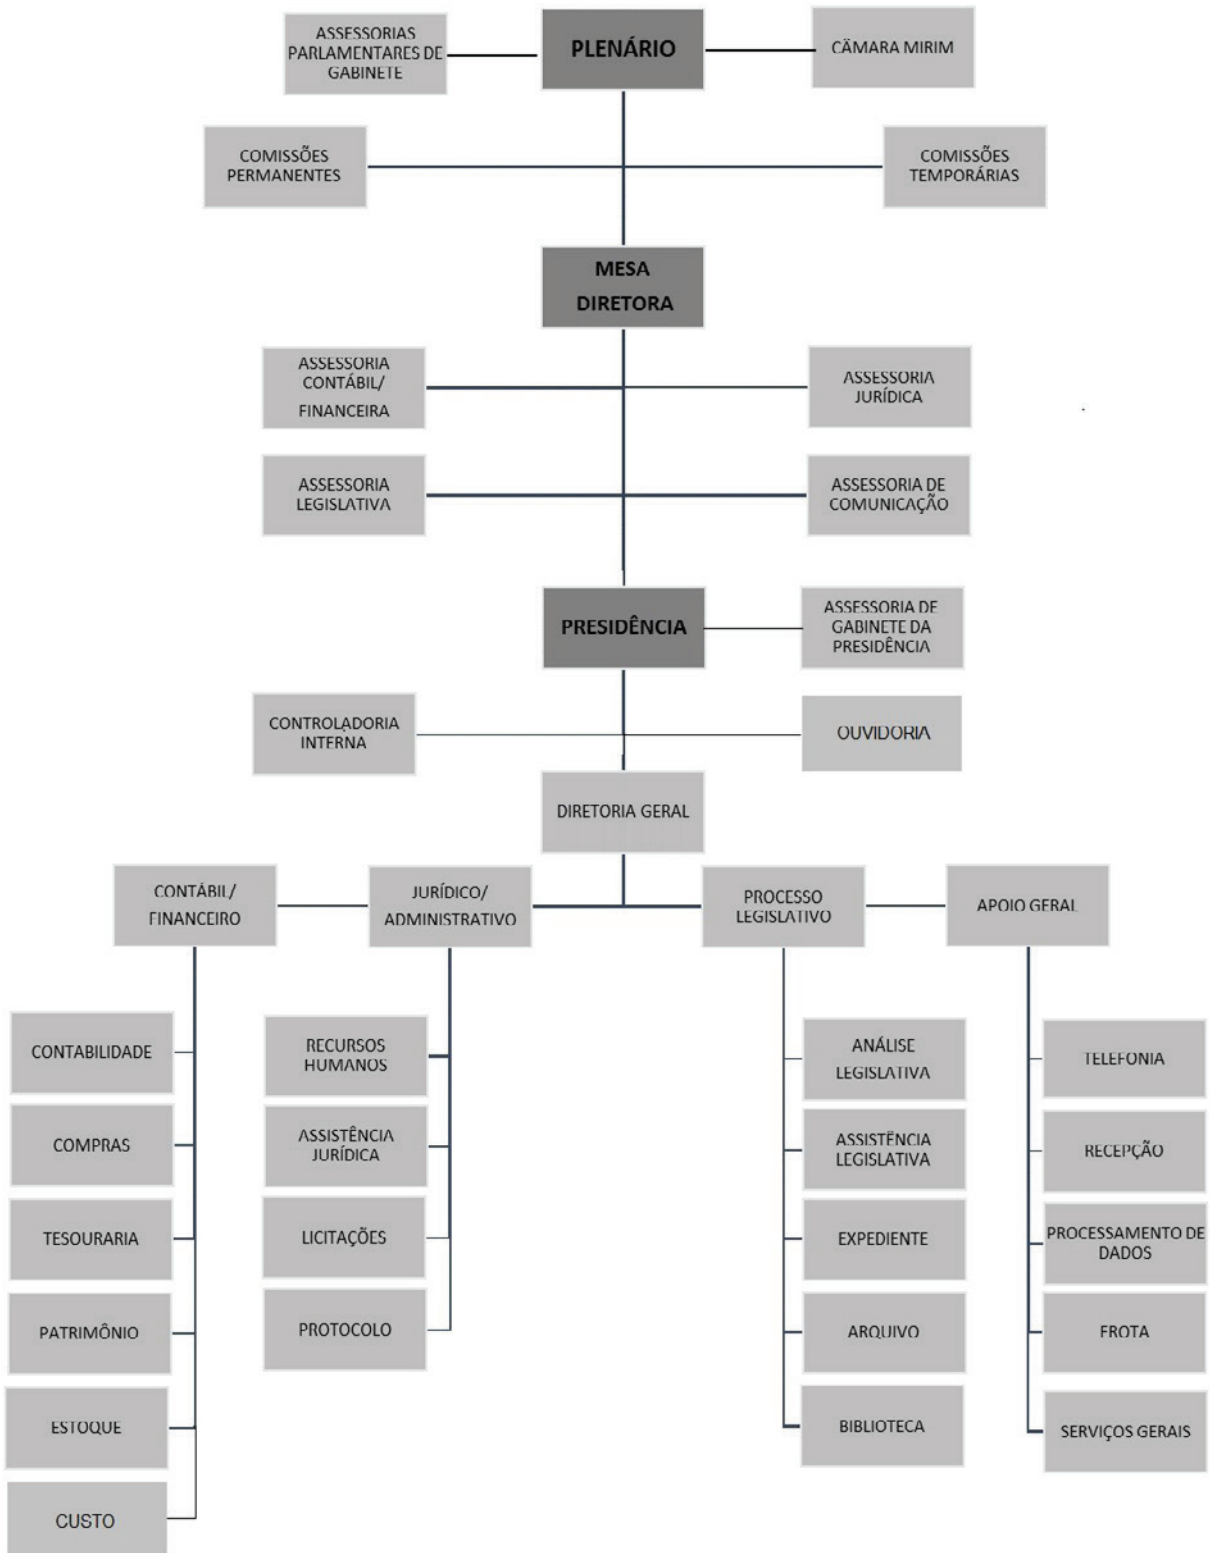 ASSESSORIAS
PARLAMENTARES DE
GABINETE
PLENÁRIO
CÂMARA MIRIM
COMISSÕES
PERMANENTES
COMISSÕES
TEMPORÁRIAS
MESA
DIRETORA
ASSESSORIA
CONTÁBIL/
FINANCEIRA
ASSESSORIA
JURÍDICA
ASSESSORIA
LEGISLATIVA
ASSESSORIA DE
COMUNICAÇÃO
PRESIDÊNCIA
ASSESSORIA DE
GABINETE DA
PRESIDÊNCIA
CONTROLADORIA
INTERNA
OUVIDORIA
DIRETORIA GERAL
CONTÁBIL/
FINANCEIRO
JURÍDICO/
ADMINISTRATIVO
PROCESSO
LEGISLATIVO
APOIO GERAL
CONTABILIDADE
COMPRAS
TESOURARIA
PATRIMÔNIO
ESTOQUE
CUSTO
RECURSOS
HUMANOS
ASSISTÊNCIA
JURÍDICA
LICITAÇÕES
PROTOCOLO
ANÁLISE
LEGISLATIVA
ASSISTÊNCIA
LEGISLATIVA
EXPEDIENTE
ARQUIVO
BIBLIOTECA
TELEFONIA
RECEPÇÃO
PROCESSAMENTO DE
DADOS
FROTA
SERVIÇOS GERAIS